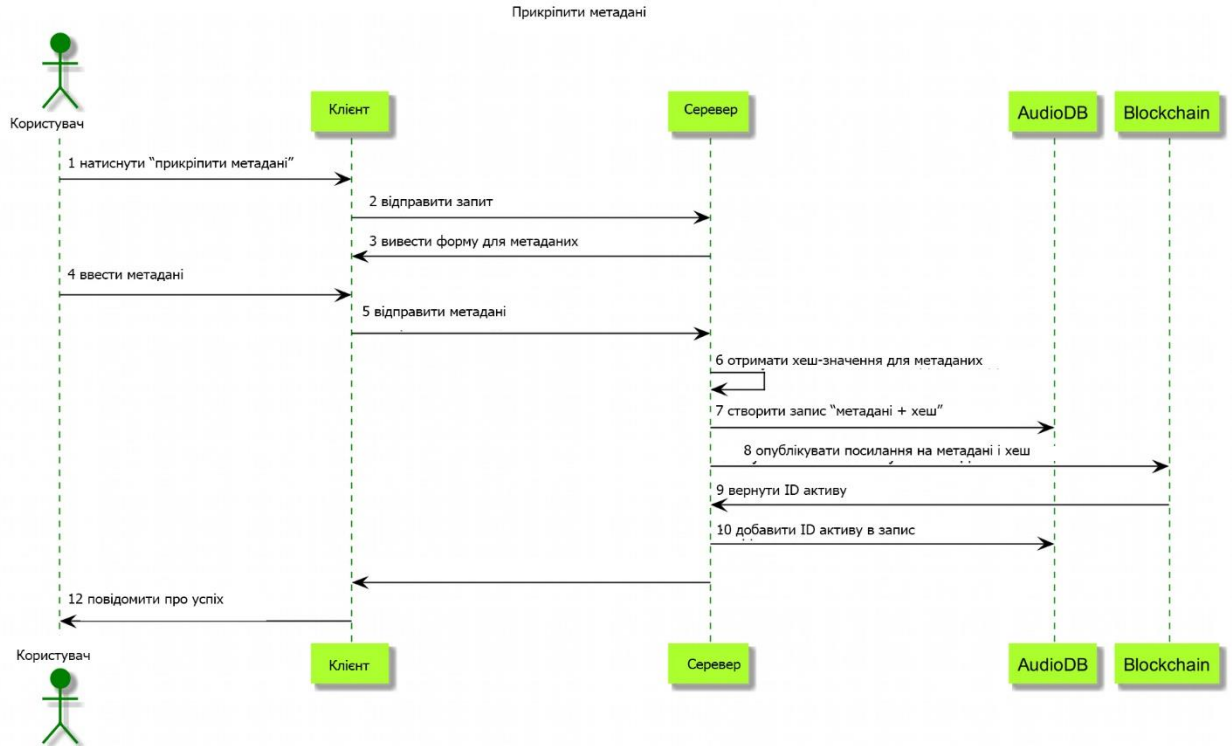 Прикріпити метадані
Користувач
Клієнт
Серевер
AudioDB
Blockchain
1 натиснути “прикріпити метадані”
2 відправити запит
3 вивести форму для метаданих
4 ввести метадані
5 відправити метадані
6 отримати хеш-значення для метаданих
7 створити запис “метадані + хеш”
8 опублікувати посилання на метадані і хеш
9 вернути ID активу
10 добавити ID активу в запис
12 повідомити про успіх
Користувач
Клієнт
Серевер
AudioDB
Blockchain